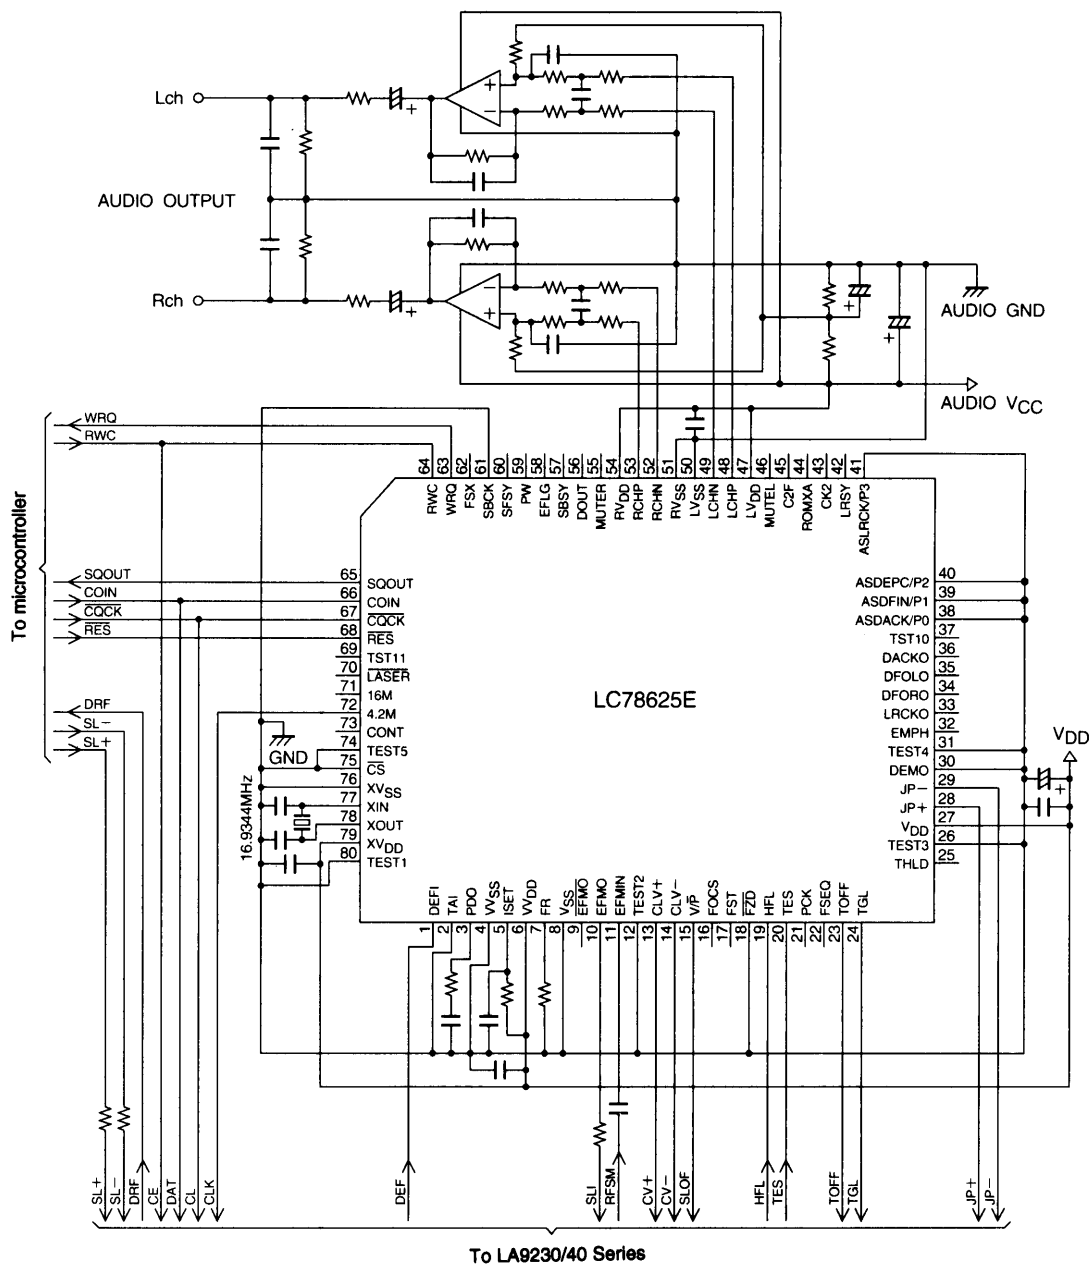 Lch
AUDIO OUTPUT
Rch
AUDIO GND
AUDIO VCC
WRQ
RWC
64 63 62 61 60 59 58 57 56 55 54 53 52 51 50 49 48 47 46 45 44 43 42 41
RWC WRQ FSX SBCK SFSY PW EFLG SBSY DOUT MUTER RVDD RCHP RCHN RVSS LVSS LCHN LCHP LVDD MUTEL C2F ROMXA CK2 LRSY ASLRCK/P3
To microcontroller
SQOUT 65 SQOUT
COIN 66 COIN
CQCK 67 CQCK
RES 68 RES
69 TST11
70 LASER
71 16M
DRF 72 4.2M
SL− 73 CONT
SL+ 74 TEST5
GND
75 CS
76 XVSS
77 XIN
78 XOUT
79 XVDD
80 TEST1
16.9344MHz
LC78625E
ASDEPC/P2 40
ASDFIN/P1 39
ASDACK/P0 38
TST10 37
DACKO 36
DFOLO 35
DFORO 34
LRCKO 33
EMPH 32
TEST4 31
DEMO 30
JP− 29
JP+ 28
VDD 27
TEST3 26
THLD 25
VDD
+
DEFI TAI PDO VVSS ISET VVDD FR VSS EFMO EFMO EFMIN TEST2 CLV+ CLV− V/P FOCS FST FZD HFL TES PCK FSEQ TOFF TGL
1 2 3 4 5 6 7 8 9 10 11 12 13 14 15 16 17 18 19 20 21 22 23 24
SL+ SL− DRF CE DAT CL CLK DEF SLI RFSM CV+ CV− SLOF HFL TES TOFF TGL JP+ JP−
To LA9230/40 Series